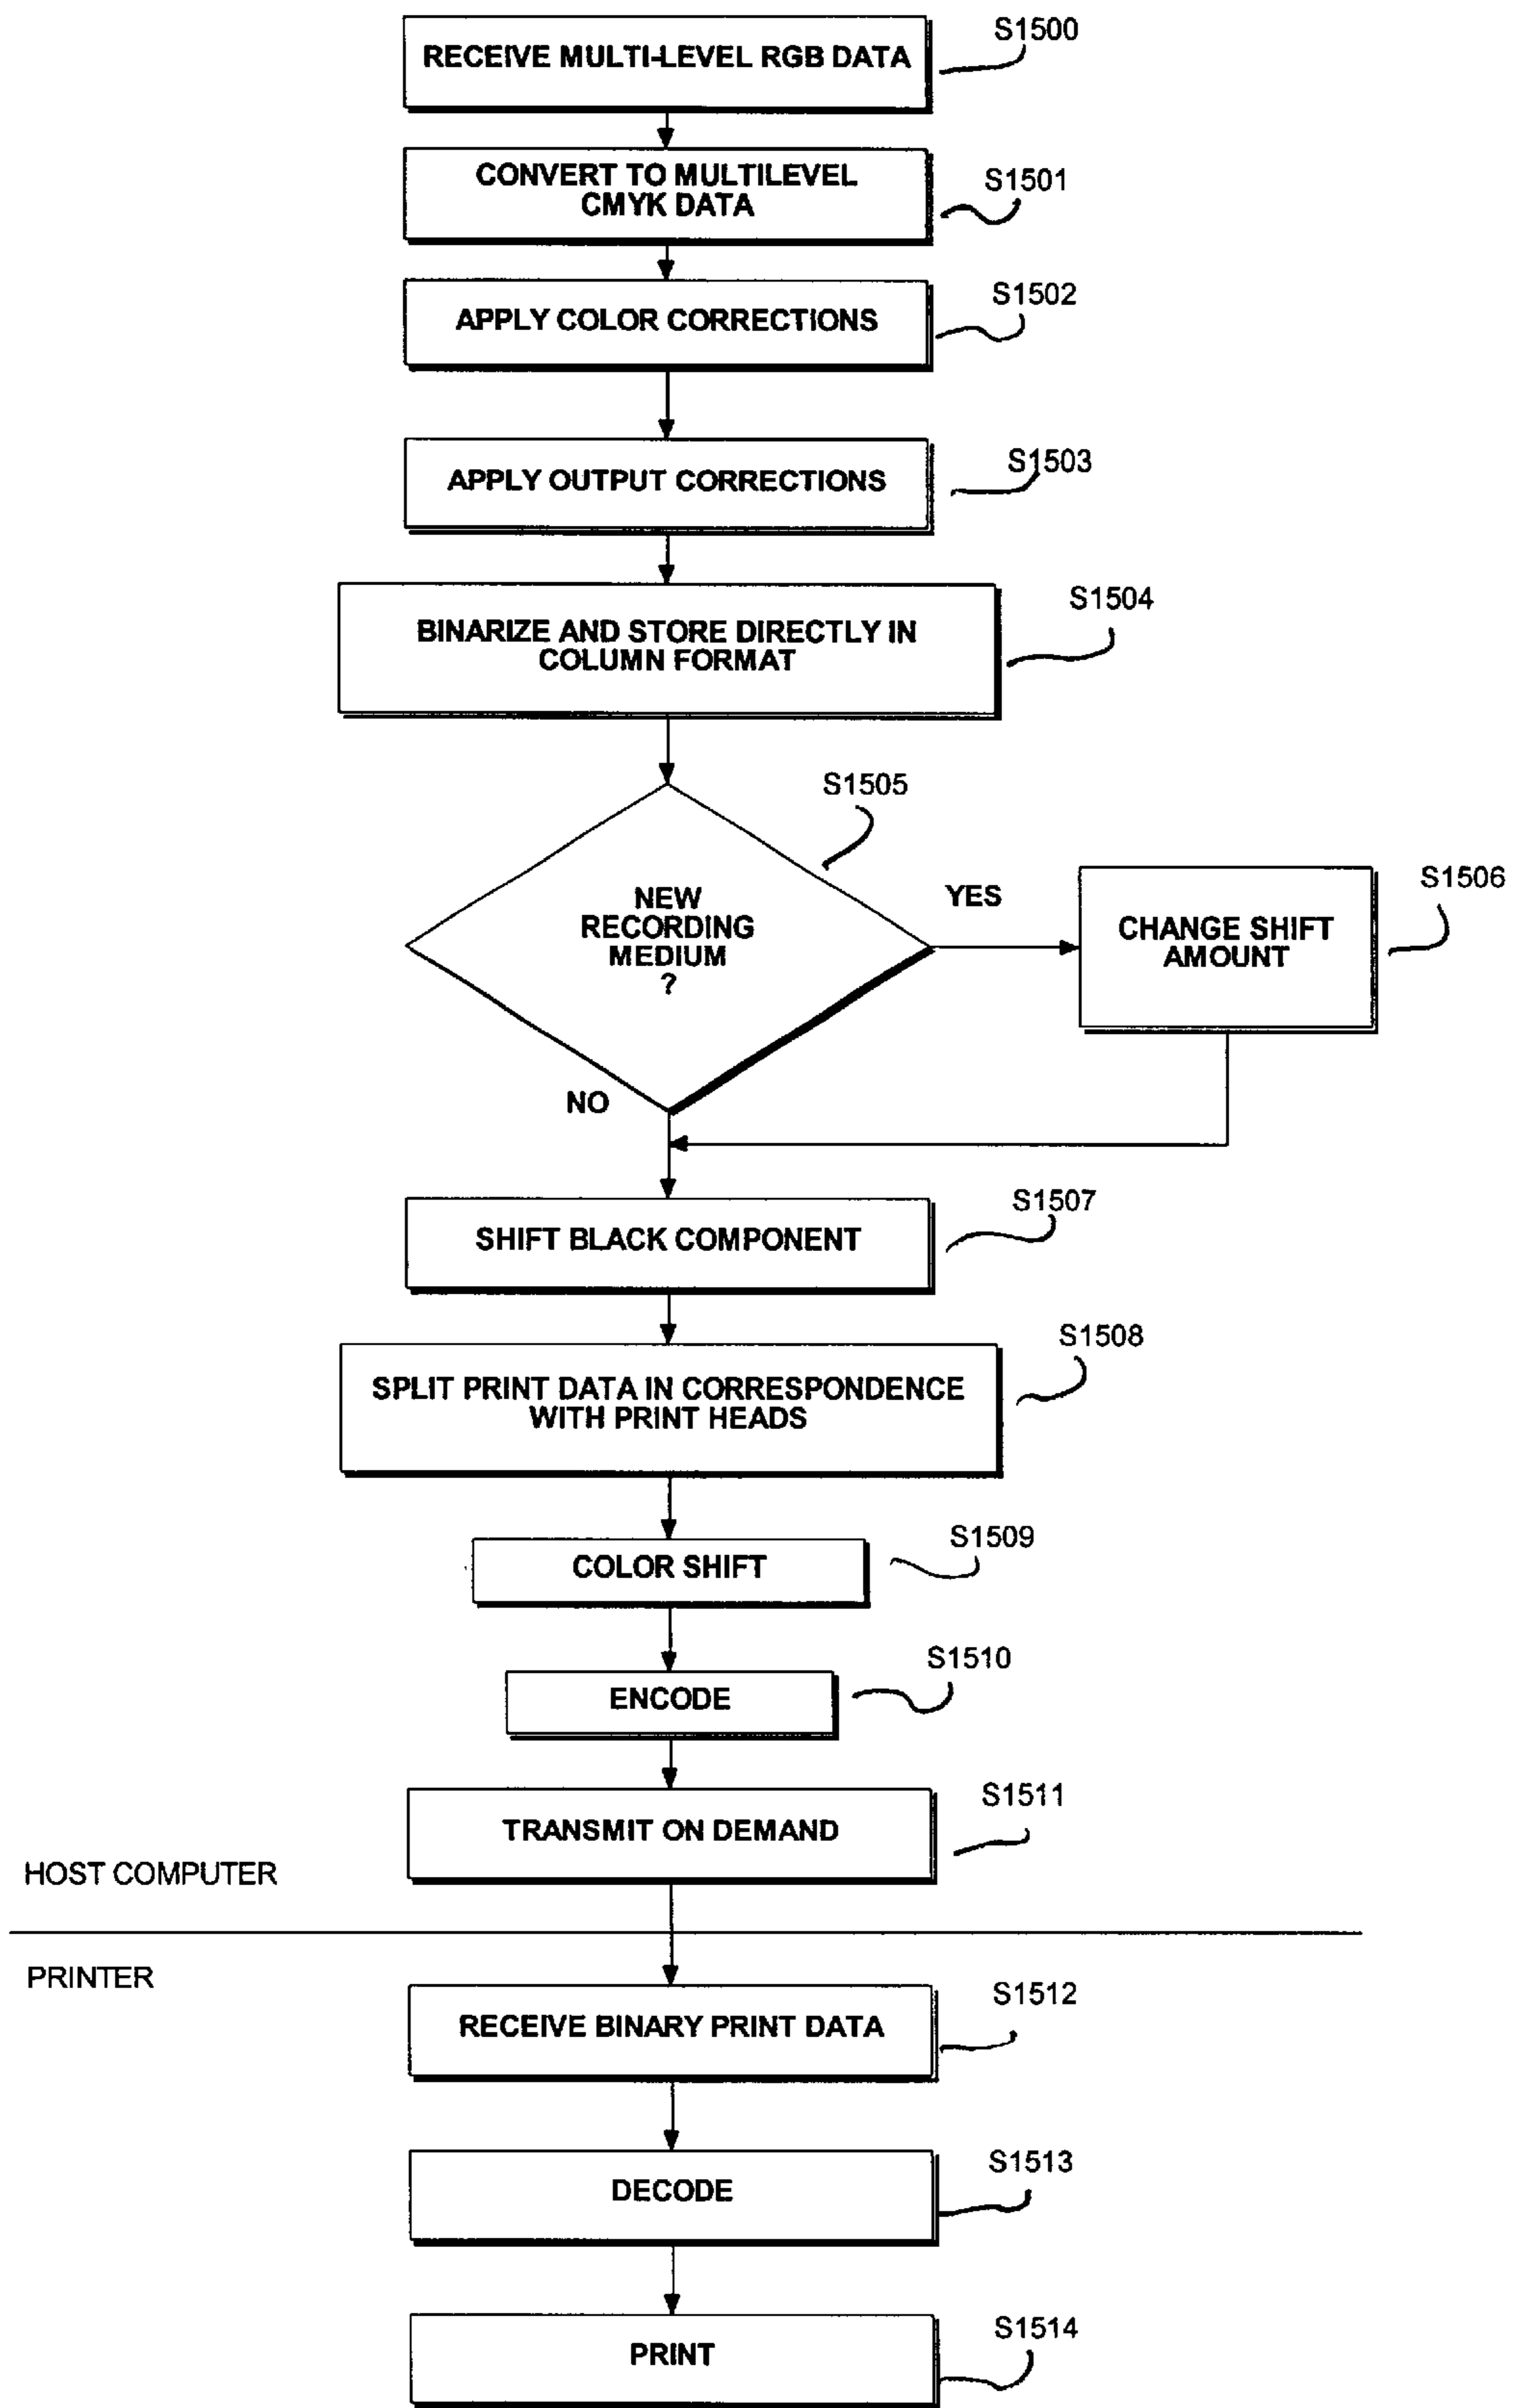 S1500
RECEIVE MULTI-LEVEL RGB DATA
S1501
CONVERT TO MULTILEVEL
CMYK DATA
S1502
APPLY COLOR CORRECTIONS
S1503
APPLY OUTPUT CORRECTIONS
S1504
BINARIZE AND STORE DIRECTLY IN
COLUMN FORMAT
S1505
NEW
RECORDING
MEDIUM
?
YES
S1506
CHANGE SHIFT
AMOUNT
NO
S1507
SHIFT BLACK COMPONENT
S1508
SPLIT PRINT DATA IN CORRESPONDENCE
WITH PRINT HEADS
S1509
COLOR SHIFT
S1510
ENCODE
S1511
TRANSMIT ON DEMAND
HOST COMPUTER
PRINTER
S1512
RECEIVE BINARY PRINT DATA
S1513
DECODE
S1514
PRINT